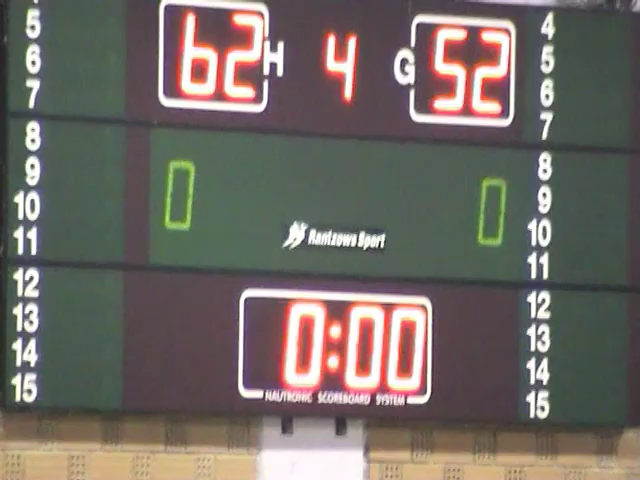 62 H 4 G 52
4
5 5
6 6
7 7
8 8
9 0 0 9
10 10
11 Rantzows Sport 11
12 12
13 0:00 13
14 14
15 NAUTRONIC SCOREBOARD SYSTEM 15